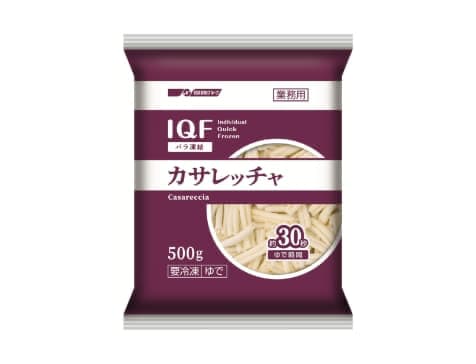 業務用
IQF
Individual
Quick
Frozen
バラ凍結
カサレッチャ
Casareccia
約30秒
ゆで時間
500g
要冷凍 ゆで